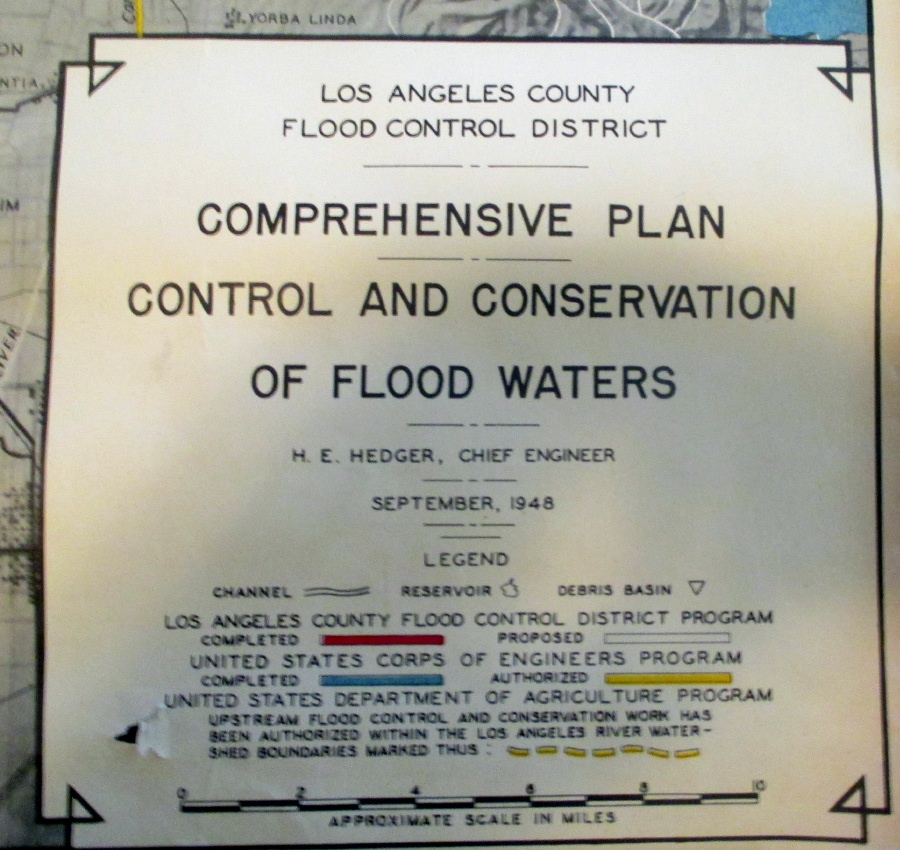 YORBA LINDA
LOS ANGELES COUNTY
FLOOD CONTROL DISTRICT
COMPREHENSIVE PLAN
CONTROL AND CONSERVATION
OF FLOOD WATERS
H. E. HEDGER, CHIEF ENGINEER
SEPTEMBER, 1948
LEGEND
CHANNEL RESERVOIR DEBRIS BASIN
LOS ANGELES COUNTY FLOOD CONTROL DISTRICT PROGRAM
COMPLETED PROPOSED
UNITED STATES CORPS OF ENGINEERS PROGRAM
COMPLETED AUTHORIZED
UNITED STATES DEPARTMENT OF AGRICULTURE PROGRAM
UPSTREAM FLOOD CONTROL AND CONSERVATION WORK HAS
BEEN AUTHORIZED WITHIN THE LOS ANGELES RIVER WATER-
SHED BOUNDARIES MARKED THUS :
0 2 4 6 8 10
APPROXIMATE SCALE IN MILES